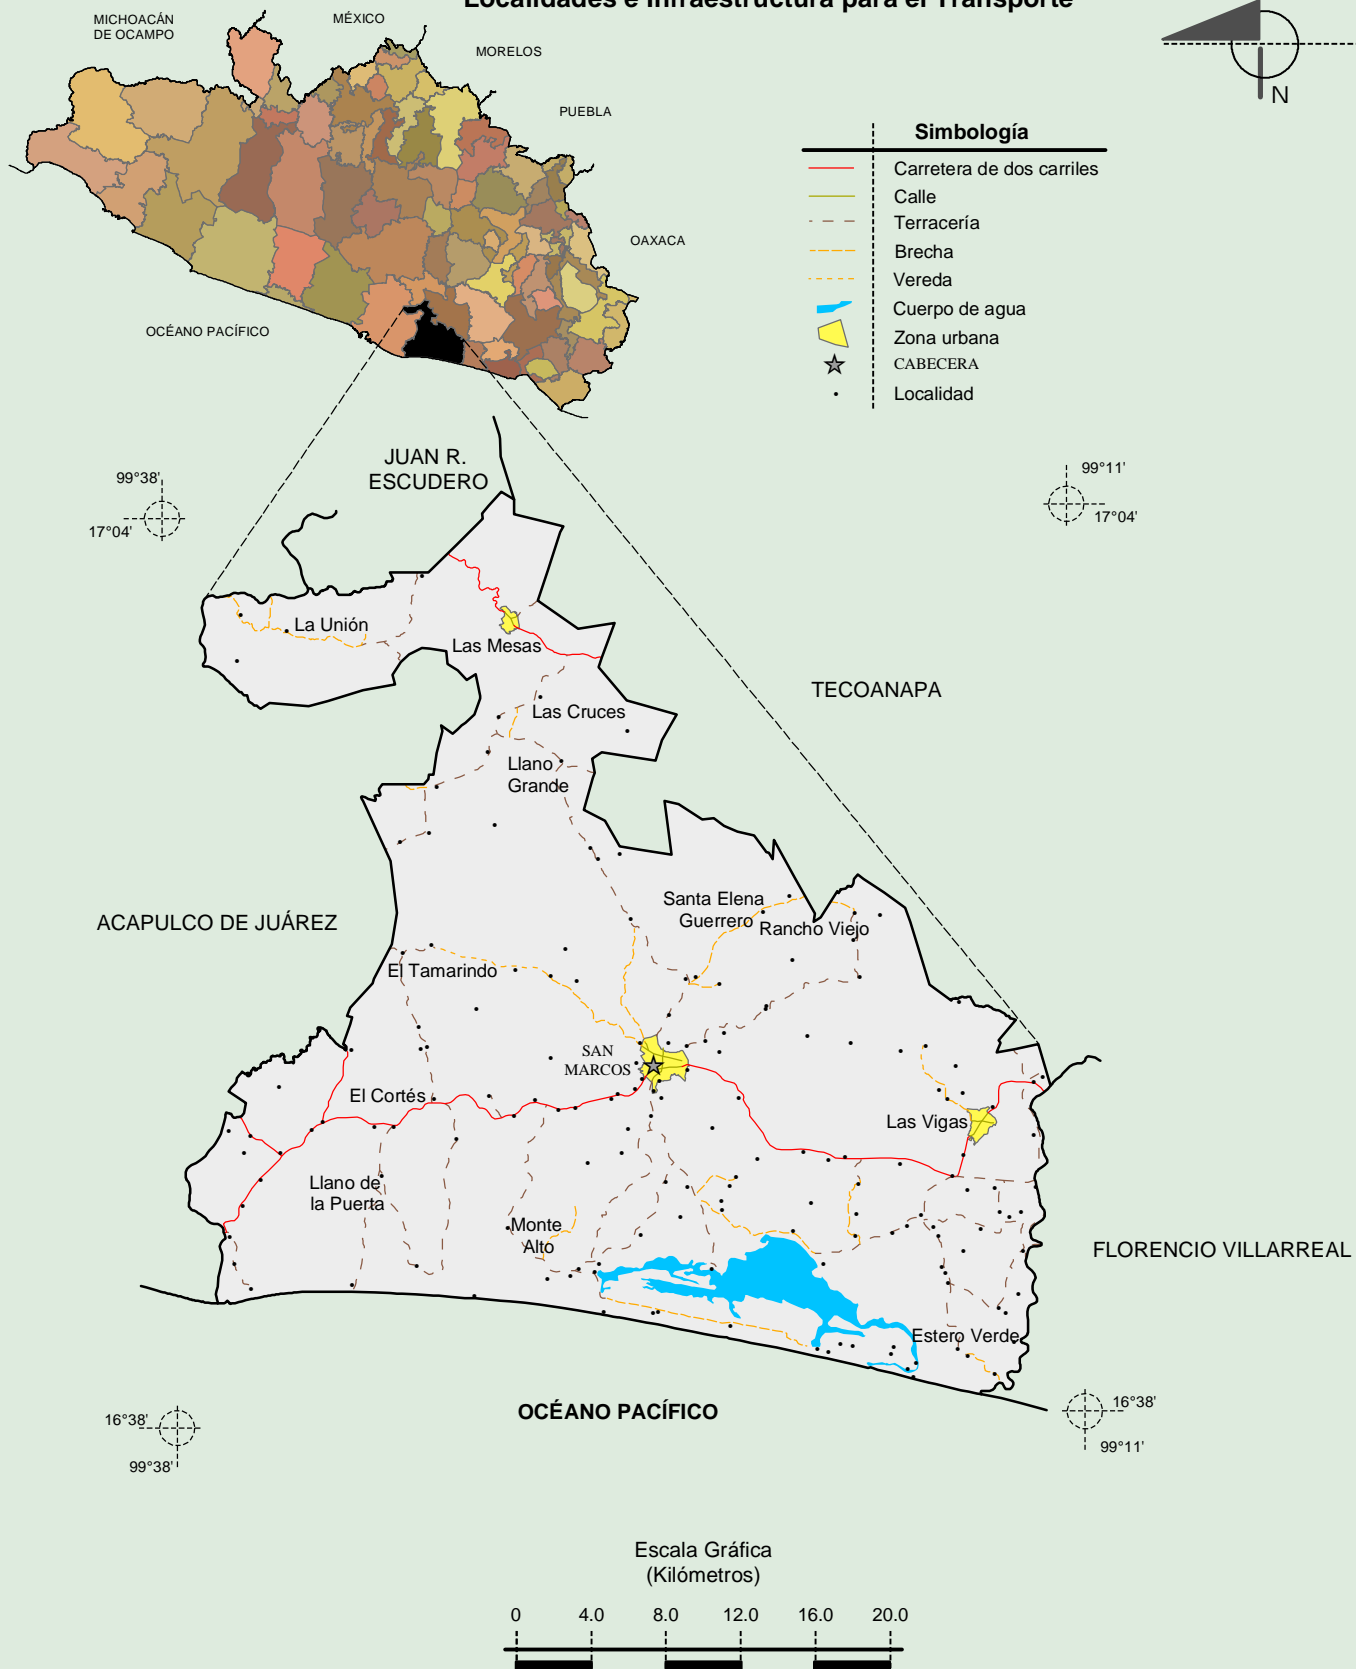 Localidades e Infraestructura para el Transporte
MICHOACÁN
DE OCAMPO
MÉXICO
MORELOS
PUEBLA
OAXACA
OCÉANO PACÍFICO
N
Simbología
Carretera de dos carriles
Calle
Terracería
Brecha
Vereda
Cuerpo de agua
Zona urbana
CABECERA
Localidad
JUAN R.
ESCUDERO
99°38'
17°04'
99°11'
17°04'
La Unión
Las Mesas
TECOANAPA
Las Cruces
Llano
Grande
Santa Elena
Guerrero
Rancho Viejo
ACAPULCO DE JUÁREZ
El Tamarindo
SAN
MARCOS
El Cortés
Las Vigas
Llano de
la Puerta
Monte
Alto
FLORENCIO VILLARREAL
Estero Verde
OCÉANO PACÍFICO
16°38'
99°38'
16°38'
99°11'
Escala Gráfica
(Kilómetros)
0 4.0 8.0 12.0 16.0 20.0